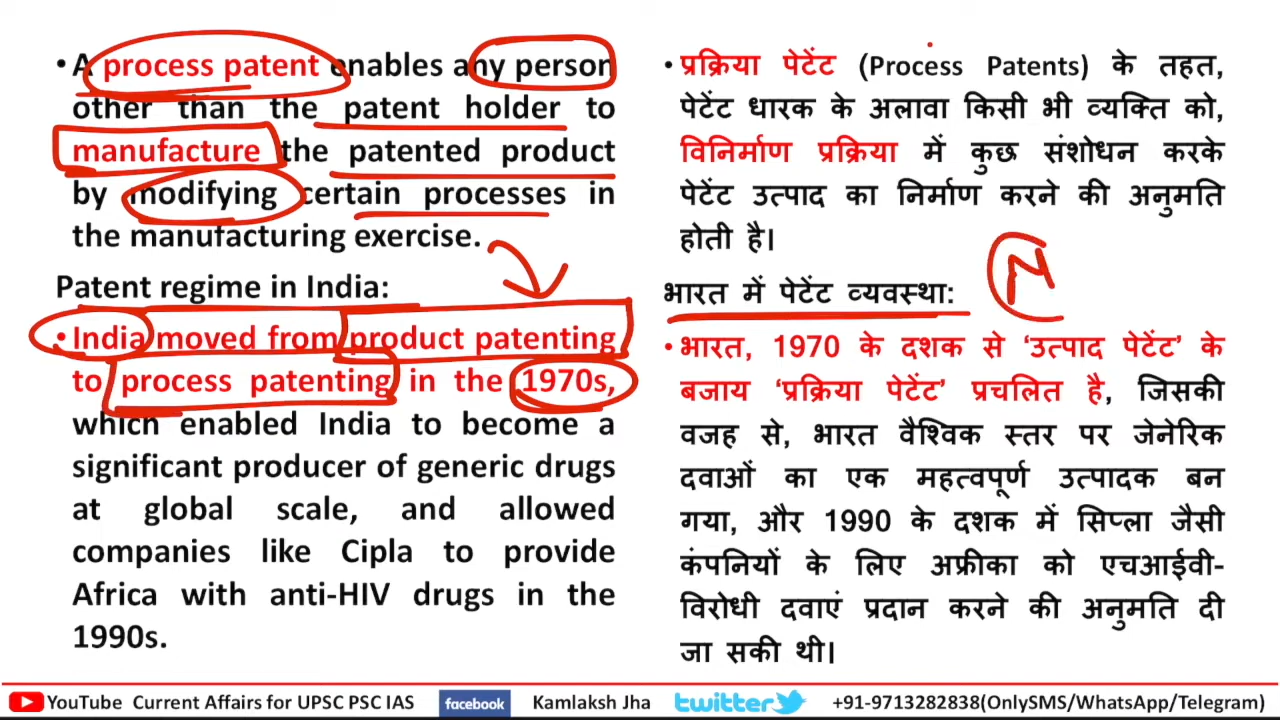 • A process patent enables any person
other than the patent holder to
manufacture the patented product
by modifying certain processes in
the manufacturing exercise.
Patent regime in India:
• India moved from product patenting
to process patenting in the 1970s,
which enabled India to become a
significant producer of generic drugs
at global scale, and allowed
companies like Cipla to provide
Africa with anti-HIV drugs in the
1990s.
• प्रक्रिया पेटेंट (Process Patents) के तहत,
पेटेंट धारक के अलावा किसी भी व्यक्ति को,
विनिर्माण प्रक्रिया में कुछ संशोधन करके
पेटेंट उत्पाद का निर्माण करने की अनुमति
होती है।
N
भारत में पेटेंट व्यवस्था:
• भारत, 1970 के दशक से ‘उत्पाद पेटेंट’ के
बजाय ‘प्रक्रिया पेटेंट’ प्रचलित है, जिसकी
वजह से, भारत वैश्विक स्तर पर जेनेरिक
दवाओं का एक महत्वपूर्ण उत्पादक बन
गया, और 1990 के दशक में सिप्ला जैसी
कंपनियों के लिए अफ्रीका को एचआईवी-
विरोधी दवाएं प्रदान करने की अनुमति दी
जा सकी थी।
YouTube Current Affairs for UPSC PSC IAS facebook Kamlaksh Jha twitter +91-9713282838(OnlySMS/WhatsApp/Telegram)